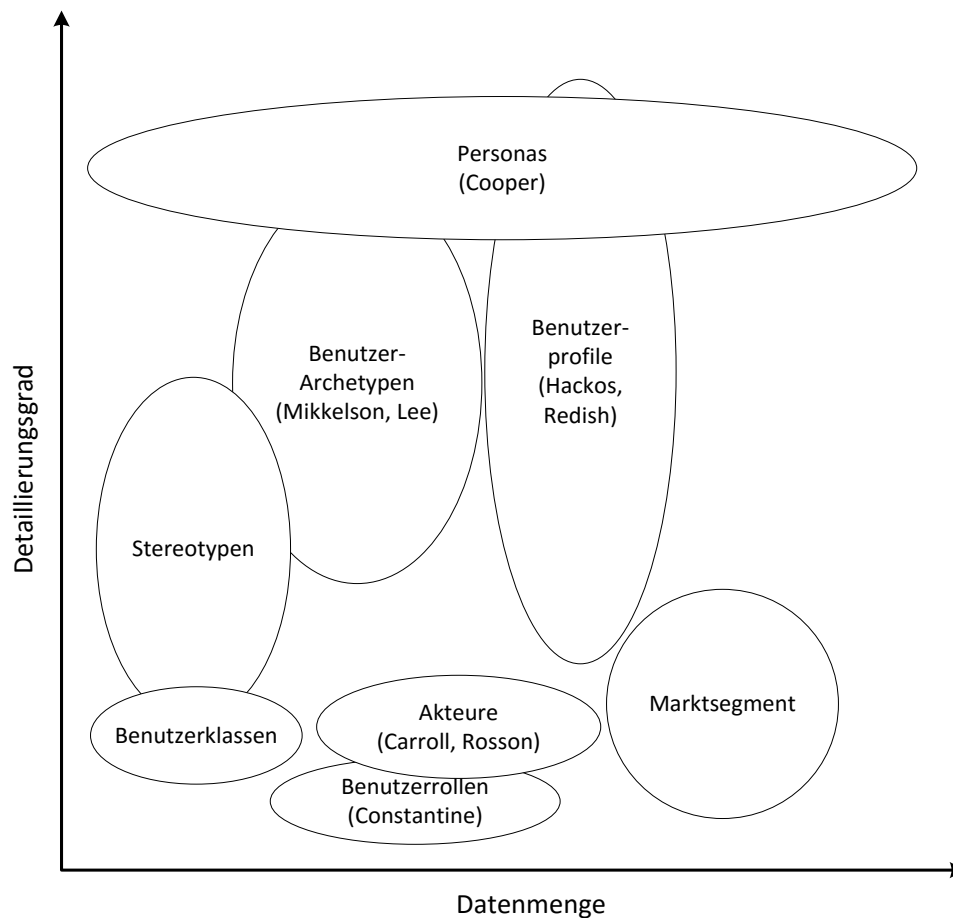 Personas
(Cooper)
Benutzer-
Archetypen
(Mikkelson, Lee)
Benutzer-
profile
(Hackos,
Redish)
Detaillierungsgrad
Stereotypen
Benutzerklassen
Akteure
(Carroll, Rosson)
Marktsegment
Benutzerrollen
(Constantine)
Datenmenge